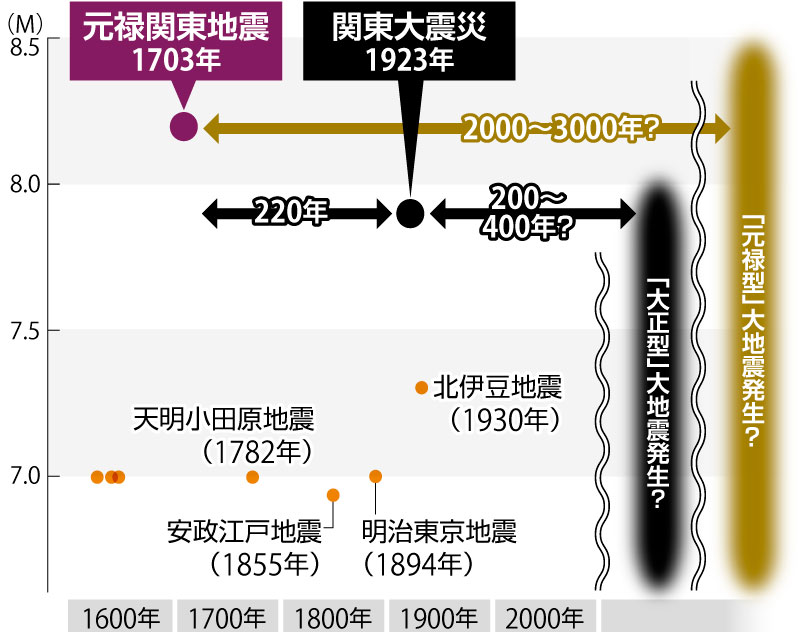 (M)
8.5
元禄関東地震
1703年
関東大震災
1923年
2000〜3000年?
8.0
220年
200〜
400年?
「元禄型」大地震発生?
「大正型」大地震発生?
7.5
北伊豆地震
(1930年)
天明小田原地震
(1782年)
7.0
安政江戸地震
(1855年)
明治東京地震
(1894年)
1600年
1700年
1800年
1900年
2000年